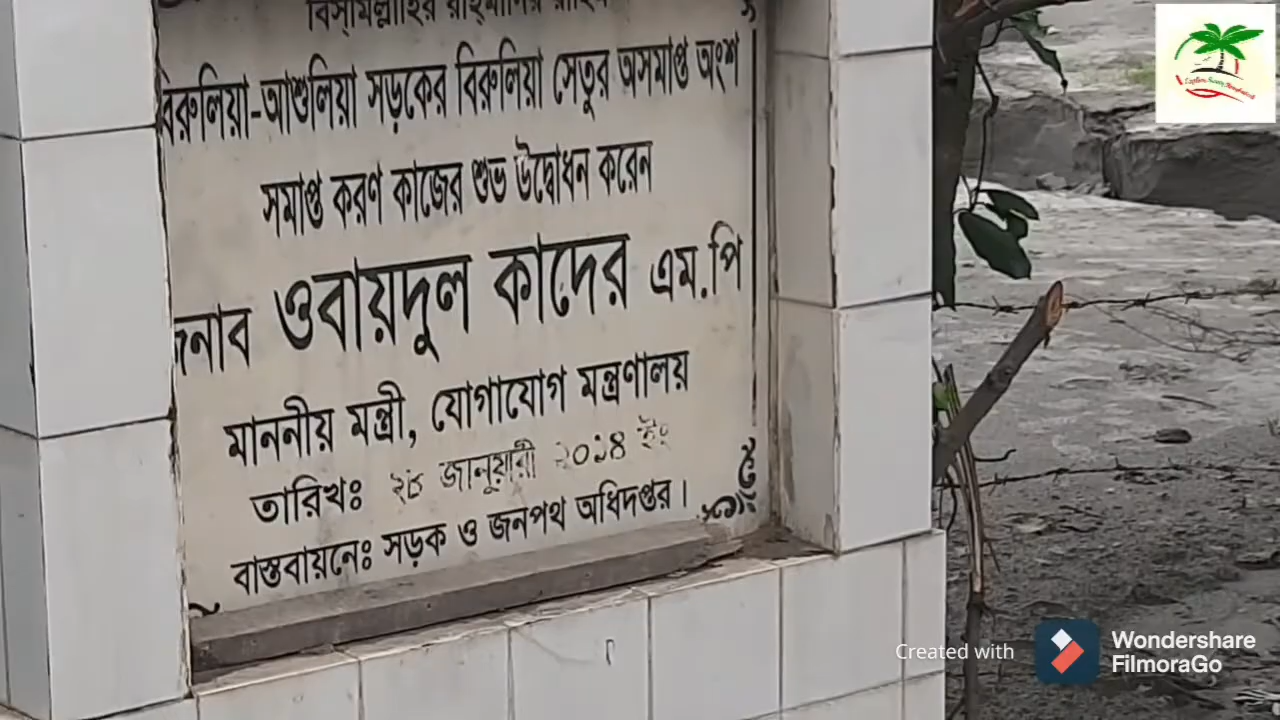 বিস্‌মিল্লাহির রাহ্‌মানির রাহিম
বিরুলিয়া-আশুলিয়া সড়কের বিরুলিয়া সেতুর অসমাপ্ত অংশ
সমাপ্ত করণ কাজের শুভ উদ্বোধন করেন
জনাব ওবায়দুল কাদের এম.পি
মাননীয় মন্ত্রী, যোগাযোগ মন্ত্রণালয়
তারিখঃ ২৮ জানুয়ারী ২০১৪ ইং
বাস্তবায়নেঃ সড়ক ও জনপথ অধিদপ্তর।
Created with Wondershare FilmoraGo